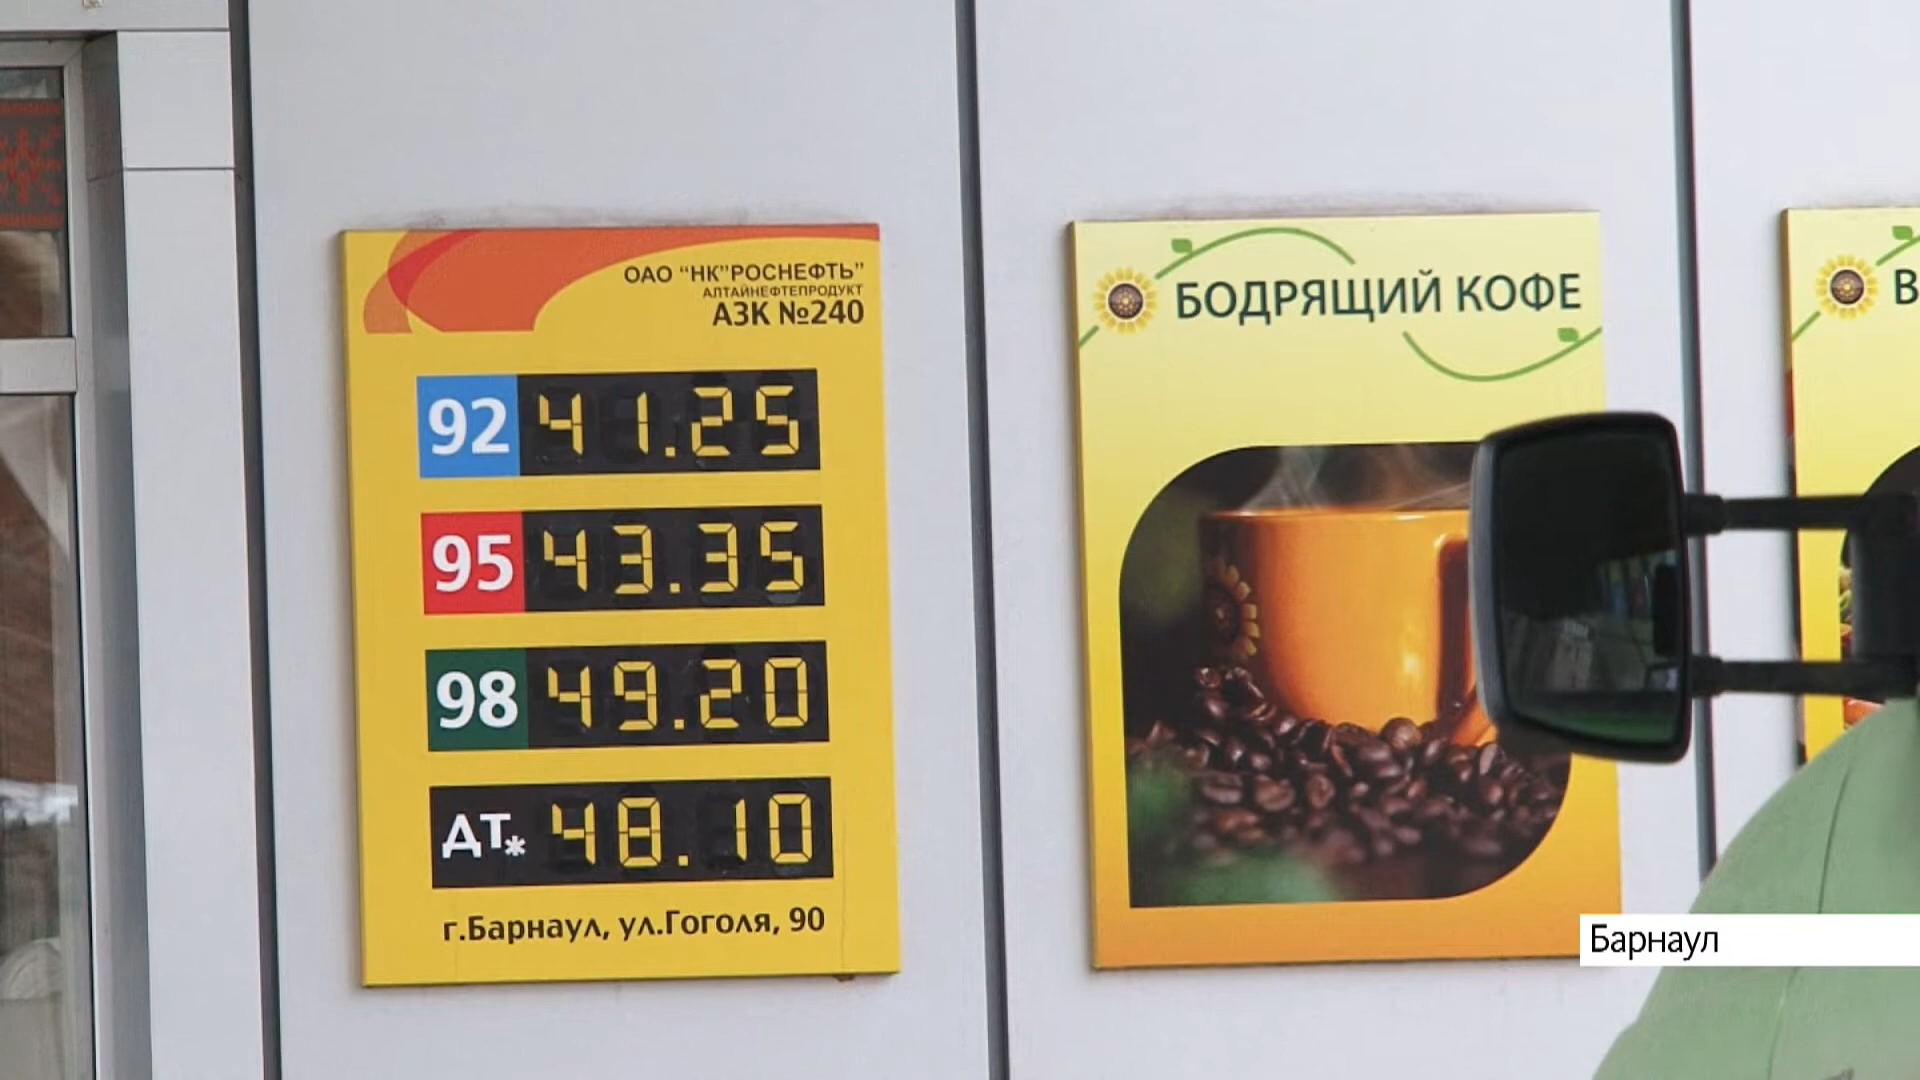 ОАО "НК"РОСНЕФТЬ"
АЛТАЙНЕФТЕПРОДУКТ
АЗК №240
92 41.25
95 43.35
98 49.20
ДТ* 48.10
г.Барнаул, ул.Гоголя, 90
БОДРЯЩИЙ КОФЕ
Барнаул